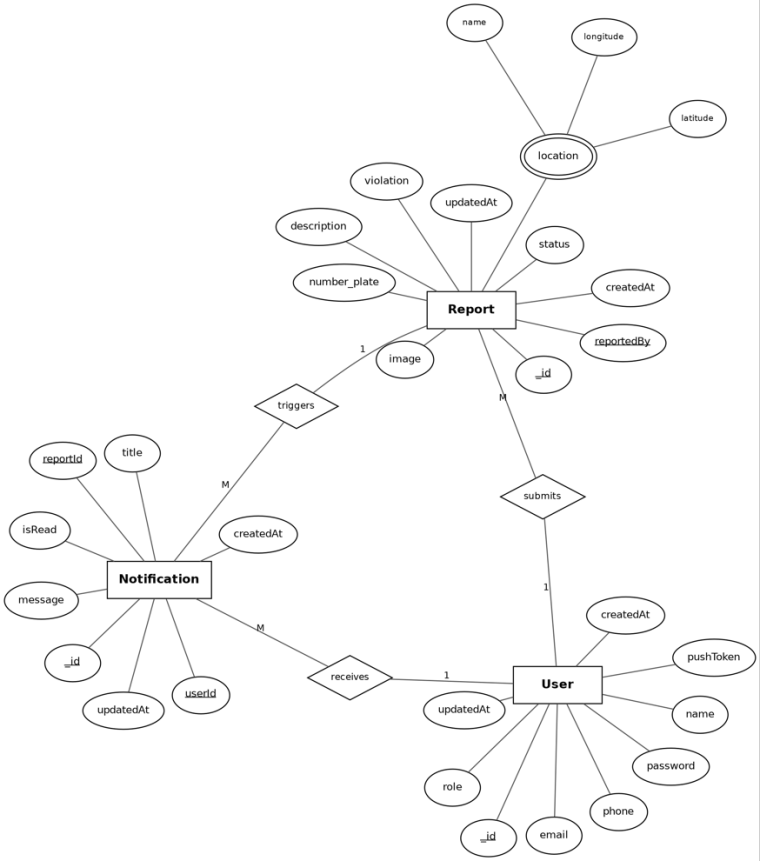 name
longitude
latitude
location
violation
updatedAt
description
status
number_plate
createdAt
Report
reportedBy
1
image
_id
M
triggers
reportId
title
M
submits
isRead
createdAt
Notification
1
message
createdAt
M
_id
pushToken
receives
1
User
userId
updatedAt
updatedAt
name
password
role
phone
_id
email